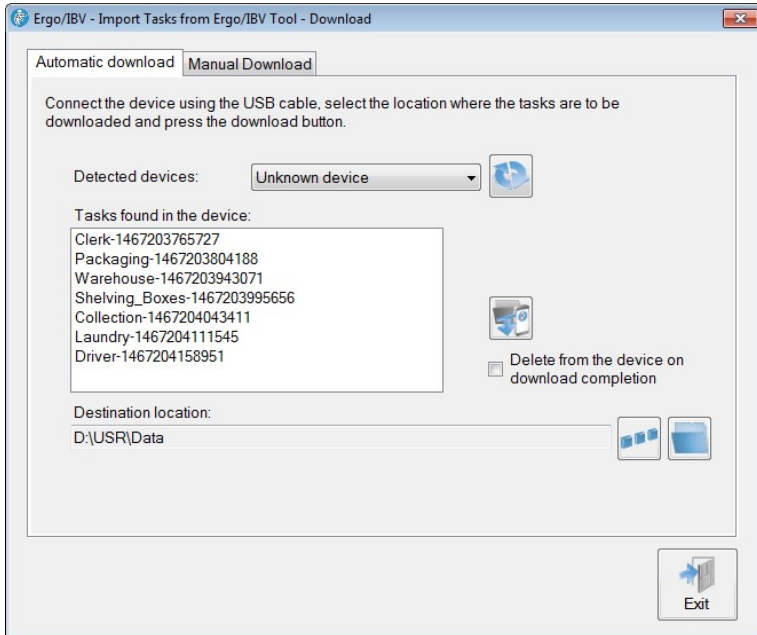 Ergo/IBV - Import Tasks from Ergo/IBV Tool - Download
Automatic download
Manual Download
Connect the device using the USB cable, select the location where the tasks are to be
downloaded and press the download button.
Detected devices:
Unknown device
Tasks found in the device:
Clerk-1467203765727
Packaging-1467203804188
Warehouse-1467203943071
Shelving_Boxes-1467203995656
Collection-1467204043411
Laundry-1467204111545
Driver-1467204158951
Delete from the device on
download completion
Destination location:
D:\USR\Data
Exit